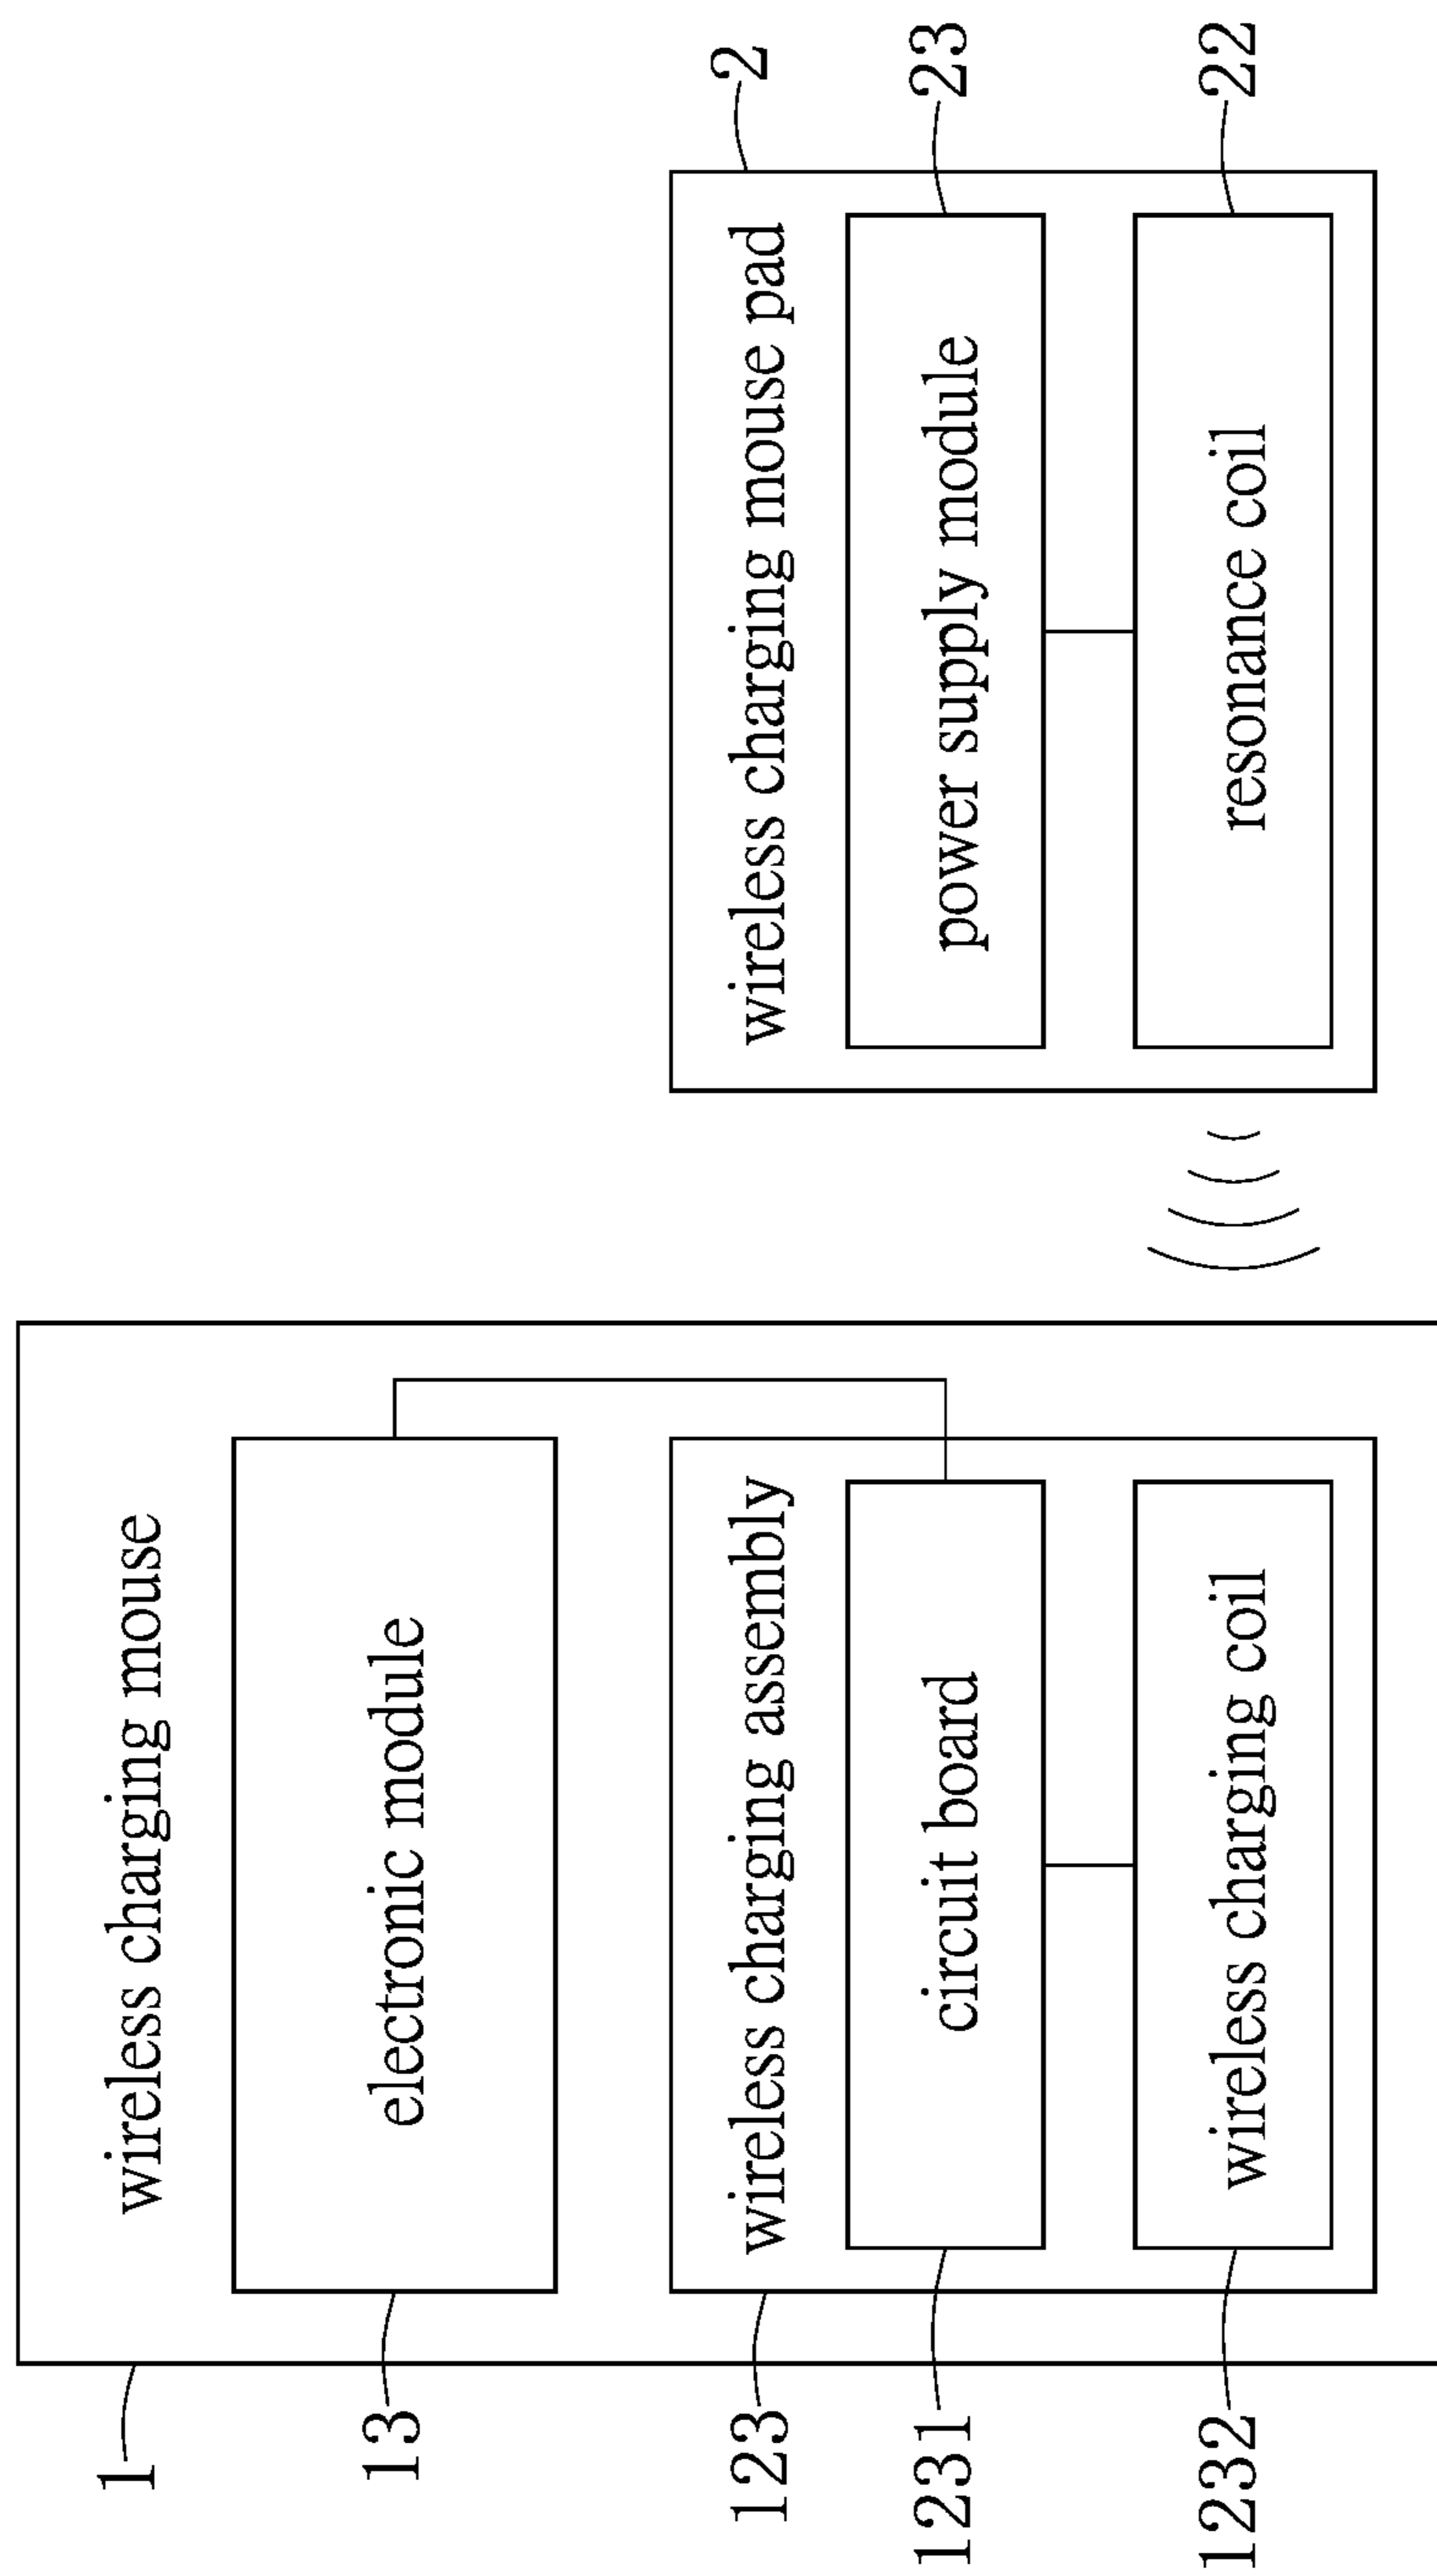 1
wireless charging mouse
13
electronic module
123
wireless charging assembly
1231
circuit board
1232
wireless charging coil
2
wireless charging mouse pad
23
power supply module
22
resonance coil